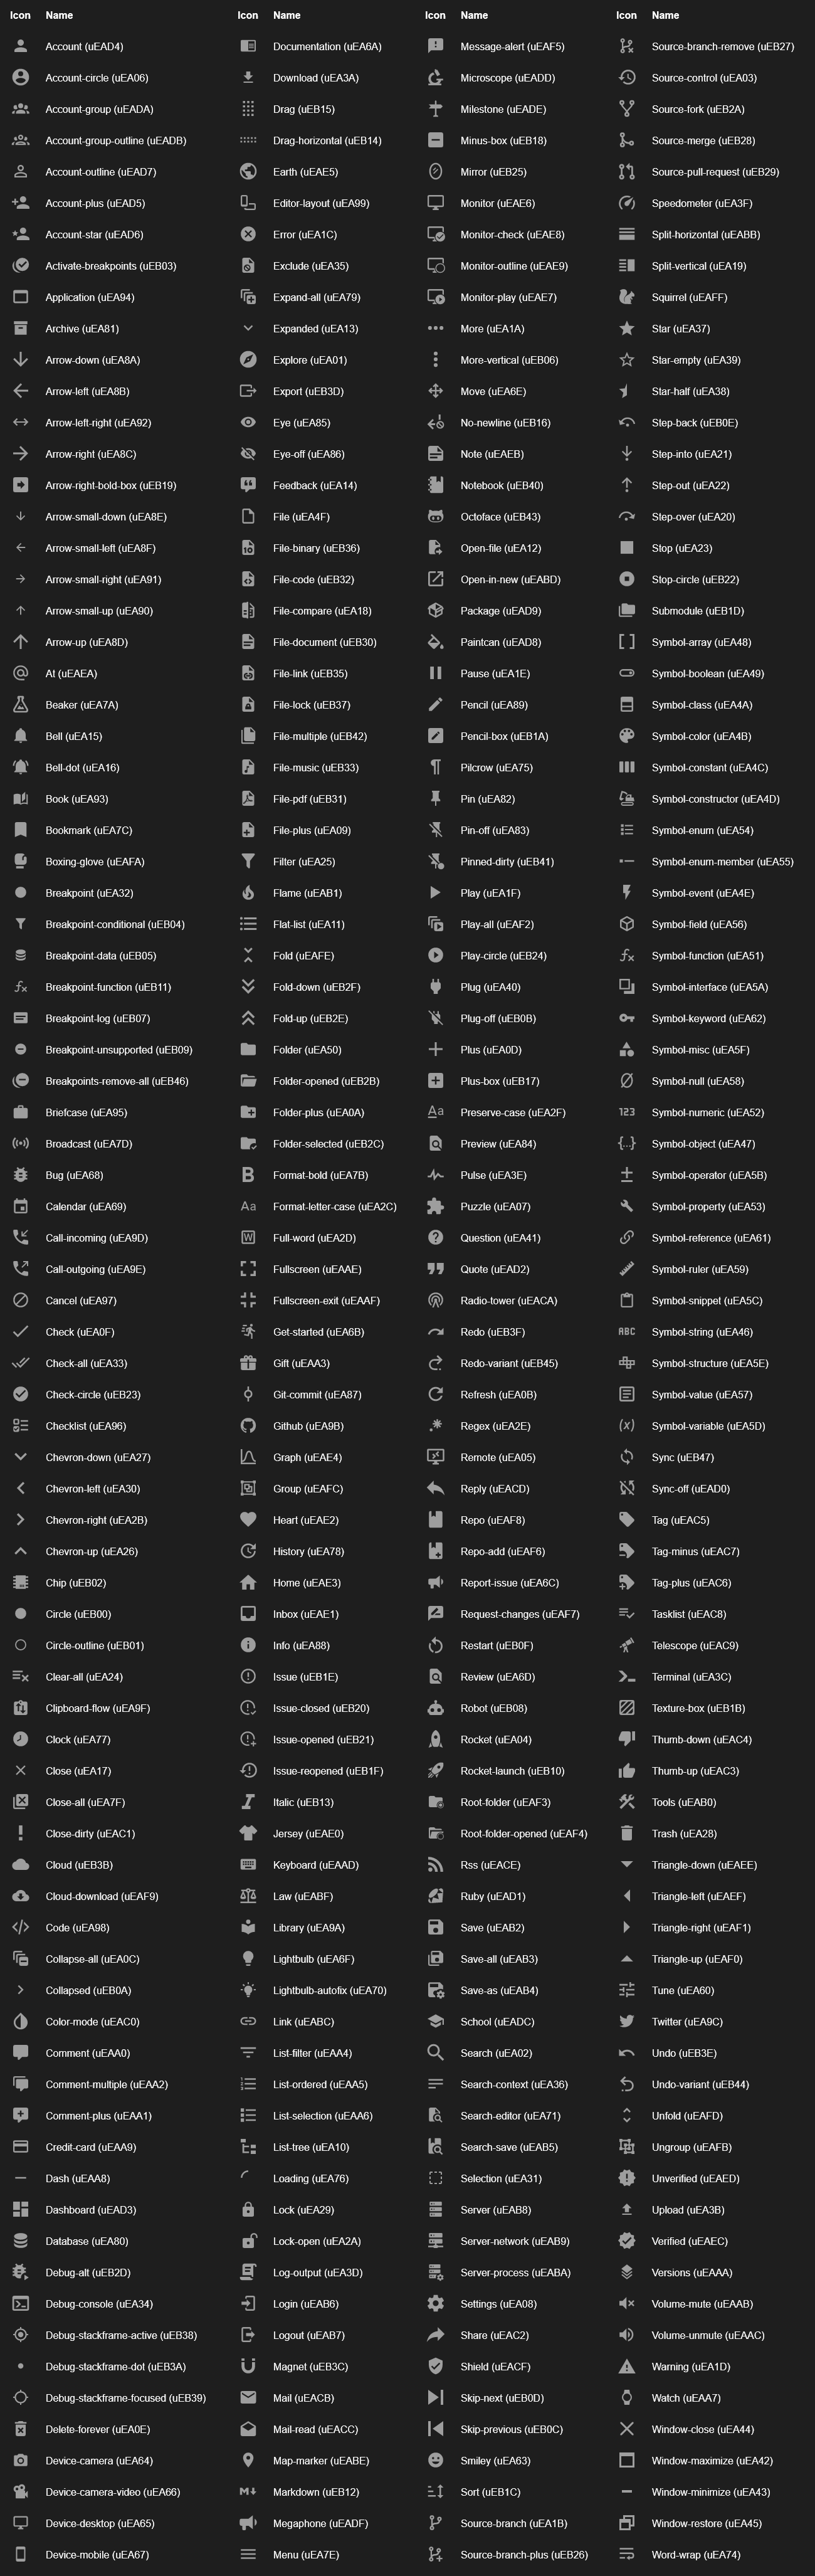 Icon Name Icon Name Icon Name Icon Name
Account (uEAD4) Documentation (uEA6A) Message-alert (uEAF5) Source-branch-remove (uEB27)
Account-circle (uEA06) Download (uEA3A) Microscope (uEADD) Source-control (uEA03)
Account-group (uEADA) Drag (uEB15) Milestone (uEADE) Source-fork (uEB2A)
Account-group-outline (uEADB) Drag-horizontal (uEB14) Minus-box (uEB18) Source-merge (uEB28)
Account-outline (uEAD7) Earth (uEAE5) Mirror (uEB25) Source-pull-request (uEB29)
Account-plus (uEAD5) Editor-layout (uEA99) Monitor (uEAE6) Speedometer (uEA3F)
Account-star (uEAD6) Error (uEA1C) Monitor-check (uEAE8) Split-horizontal (uEABB)
Activate-breakpoints (uEB03) Exclude (uEA35) Monitor-outline (uEAE9) Split-vertical (uEA19)
Application (uEA94) Expand-all (uEA79) Monitor-play (uEAE7) Squirrel (uEAFF)
Archive (uEA81) Expanded (uEA13) More (uEA1A) Star (uEA37)
Arrow-down (uEA8A) Explore (uEA01) More-vertical (uEB06) Star-empty (uEA39)
Arrow-left (uEA8B) Export (uEB3D) Move (uEA6E) Star-half (uEA38)
Arrow-left-right (uEA92) Eye (uEA85) No-newline (uEB16) Step-back (uEB0E)
Arrow-right (uEA8C) Eye-off (uEA86) Note (uEAEB) Step-into (uEA21)
Arrow-right-bold-box (uEB19) Feedback (uEA14) Notebook (uEB40) Step-out (uEA22)
Arrow-small-down (uEA8E) File (uEA4F) Octoface (uEB43) Step-over (uEA20)
Arrow-small-left (uEA8F) File-binary (uEB36) Open-file (uEA12) Stop (uEA23)
Arrow-small-right (uEA91) File-code (uEB32) Open-in-new (uEABD) Stop-circle (uEB22)
Arrow-small-up (uEA90) File-compare (uEA18) Package (uEAD9) Submodule (uEB1D)
Arrow-up (uEA8D) File-document (uEB30) Paintcan (uEAD8) Symbol-array (uEA48)
At (uEAEA) File-link (uEB35) Pause (uEA1E) Symbol-boolean (uEA49)
Beaker (uEA7A) File-lock (uEB37) Pencil (uEA89) Symbol-class (uEA4A)
Bell (uEA15) File-multiple (uEB42) Pencil-box (uEB1A) Symbol-color (uEA4B)
Bell-dot (uEA16) File-music (uEB33) Pilcrow (uEA75) Symbol-constant (uEA4C)
Book (uEA93) File-pdf (uEB31) Pin (uEA82) Symbol-constructor (uEA4D)
Bookmark (uEA7C) File-plus (uEA09) Pin-off (uEA83) Symbol-enum (uEA54)
Boxing-glove (uEAFA) Filter (uEA25) Pinned-dirty (uEB41) Symbol-enum-member (uEA55)
Breakpoint (uEA32) Flame (uEAB1) Play (uEA1F) Symbol-event (uEA4E)
Breakpoint-conditional (uEB04) Flat-list (uEA11) Play-all (uEAF2) Symbol-field (uEA56)
Breakpoint-data (uEB05) Fold (uEAFE) Play-circle (uEB24) Symbol-function (uEA51)
Breakpoint-function (uEB11) Fold-down (uEB2F) Plug (uEA40) Symbol-interface (uEA5A)
Breakpoint-log (uEB07) Fold-up (uEB2E) Plug-off (uEB0B) Symbol-keyword (uEA62)
Breakpoint-unsupported (uEB09) Folder (uEA50) Plus (uEA0D) Symbol-misc (uEA5F)
Breakpoints-remove-all (uEB46) Folder-opened (uEB2B) Plus-box (uEB17) Symbol-null (uEA58)
Briefcase (uEA95) Folder-plus (uEA0A) Preserve-case (uEA2F) Symbol-numeric (uEA52)
Broadcast (uEA7D) Folder-selected (uEB2C) Preview (uEA84) Symbol-object (uEA47)
Bug (uEA68) Format-bold (uEA7B) Pulse (uEA3E) Symbol-operator (uEA5B)
Calendar (uEA69) Format-letter-case (uEA2C) Puzzle (uEA07) Symbol-property (uEA53)
Call-incoming (uEA9D) Full-word (uEA2D) Question (uEA41) Symbol-reference (uEA61)
Call-outgoing (uEA9E) Fullscreen (uEAAE) Quote (uEAD2) Symbol-ruler (uEA59)
Cancel (uEA97) Fullscreen-exit (uEAAF) Radio-tower (uEACA) Symbol-snippet (uEA5C)
Check (uEA0F) Get-started (uEA6B) Redo (uEB3F) Symbol-string (uEA46)
Check-all (uEA33) Gift (uEAA3) Redo-variant (uEB45) Symbol-structure (uEA5E)
Check-circle (uEB23) Git-commit (uEA87) Refresh (uEA0B) Symbol-value (uEA57)
Checklist (uEA96) Github (uEA9B) Regex (uEA2E) Symbol-variable (uEA5D)
Chevron-down (uEA27) Graph (uEAE4) Remote (uEA05) Sync (uEB47)
Chevron-left (uEA30) Group (uEAFC) Reply (uEACD) Sync-off (uEAD0)
Chevron-right (uEA2B) Heart (uEAE2) Repo (uEAF8) Tag (uEAC5)
Chevron-up (uEA26) History (uEA78) Repo-add (uEAF6) Tag-minus (uEAC7)
Chip (uEB02) Home (uEAE3) Report-issue (uEA6C) Tag-plus (uEAC6)
Circle (uEB00) Inbox (uEAE1) Request-changes (uEAF7) Tasklist (uEAC8)
Circle-outline (uEB01) Info (uEA88) Restart (uEB0F) Telescope (uEAC9)
Clear-all (uEA24) Issue (uEB1E) Review (uEA6D) Terminal (uEA3C)
Clipboard-flow (uEA9F) Issue-closed (uEB20) Robot (uEB08) Texture-box (uEB1B)
Clock (uEA77) Issue-opened (uEB21) Rocket (uEA04) Thumb-down (uEAC4)
Close (uEA17) Issue-reopened (uEB1F) Rocket-launch (uEB10) Thumb-up (uEAC3)
Close-all (uEA7F) Italic (uEB13) Root-folder (uEAF3) Tools (uEAB0)
Close-dirty (uEAC1) Jersey (uEAE0) Root-folder-opened (uEAF4) Trash (uEA28)
Cloud (uEB3B) Keyboard (uEAAD) Rss (uEACE) Triangle-down (uEAEE)
Cloud-download (uEAF9) Law (uEABF) Ruby (uEAD1) Triangle-left (uEAEF)
Code (uEA98) Library (uEA9A) Save (uEAB2) Triangle-right (uEAF1)
Collapse-all (uEA0C) Lightbulb (uEA6F) Save-all (uEAB3) Triangle-up (uEAF0)
Collapsed (uEB0A) Lightbulb-autofix (uEA70) Save-as (uEAB4) Tune (uEA60)
Color-mode (uEAC0) Link (uEABC) School (uEADC) Twitter (uEA9C)
Comment (uEAA0) List-filter (uEAA4) Search (uEA02) Undo (uEB3E)
Comment-multiple (uEAA2) List-ordered (uEAA5) Search-context (uEA36) Undo-variant (uEB44)
Comment-plus (uEAA1) List-selection (uEAA6) Search-editor (uEA71) Unfold (uEAFD)
Credit-card (uEAA9) List-tree (uEA10) Search-save (uEAB5) Ungroup (uEAFB)
Dash (uEAA8) Loading (uEA76) Selection (uEA31) Unverified (uEAED)
Dashboard (uEAD3) Lock (uEA29) Server (uEAB8) Upload (uEA3B)
Database (uEA80) Lock-open (uEA2A) Server-network (uEAB9) Verified (uEAEC)
Debug-alt (uEB2D) Log-output (uEA3D) Server-process (uEABA) Versions (uEAAA)
Debug-console (uEA34) Login (uEAB6) Settings (uEA08) Volume-mute (uEAAB)
Debug-stackframe-active (uEB38) Logout (uEAB7) Share (uEAC2) Volume-unmute (uEAAC)
Debug-stackframe-dot (uEB3A) Magnet (uEB3C) Shield (uEACF) Warning (uEA1D)
Debug-stackframe-focused (uEB39) Mail (uEACB) Skip-next (uEB0D) Watch (uEAA7)
Delete-forever (uEA0E) Mail-read (uEACC) Skip-previous (uEB0C) Window-close (uEA44)
Device-camera (uEA64) Map-marker (uEABE) Smiley (uEA63) Window-maximize (uEA42)
Device-camera-video (uEA66) Markdown (uEB12) Sort (uEB1C) Window-minimize (uEA43)
Device-desktop (uEA65) Megaphone (uEADF) Source-branch (uEA1B) Window-restore (uEA45)
Device-mobile (uEA67) Menu (uEA7E) Source-branch-plus (uEB26) Word-wrap (uEA74)